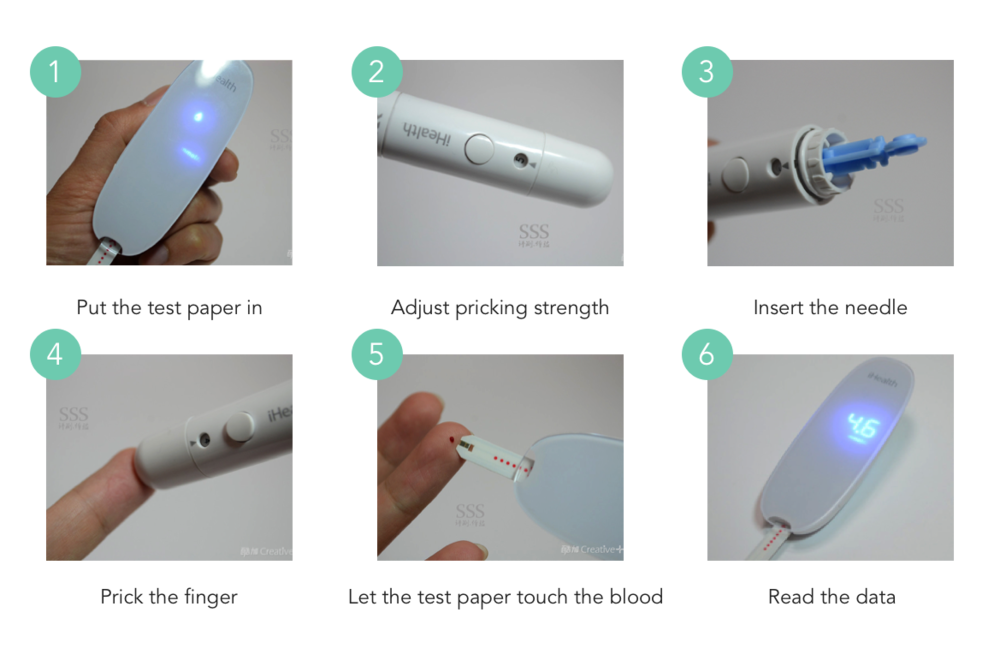 1
2
3
iHealth
SSS
SSS
Put the test paper in
Adjust pricking strength
Insert the needle
4
5
6
SSS
iHealth
4.6
SSS
Creative
Creative+
Prick the finger
Let the test paper touch the blood
Read the data